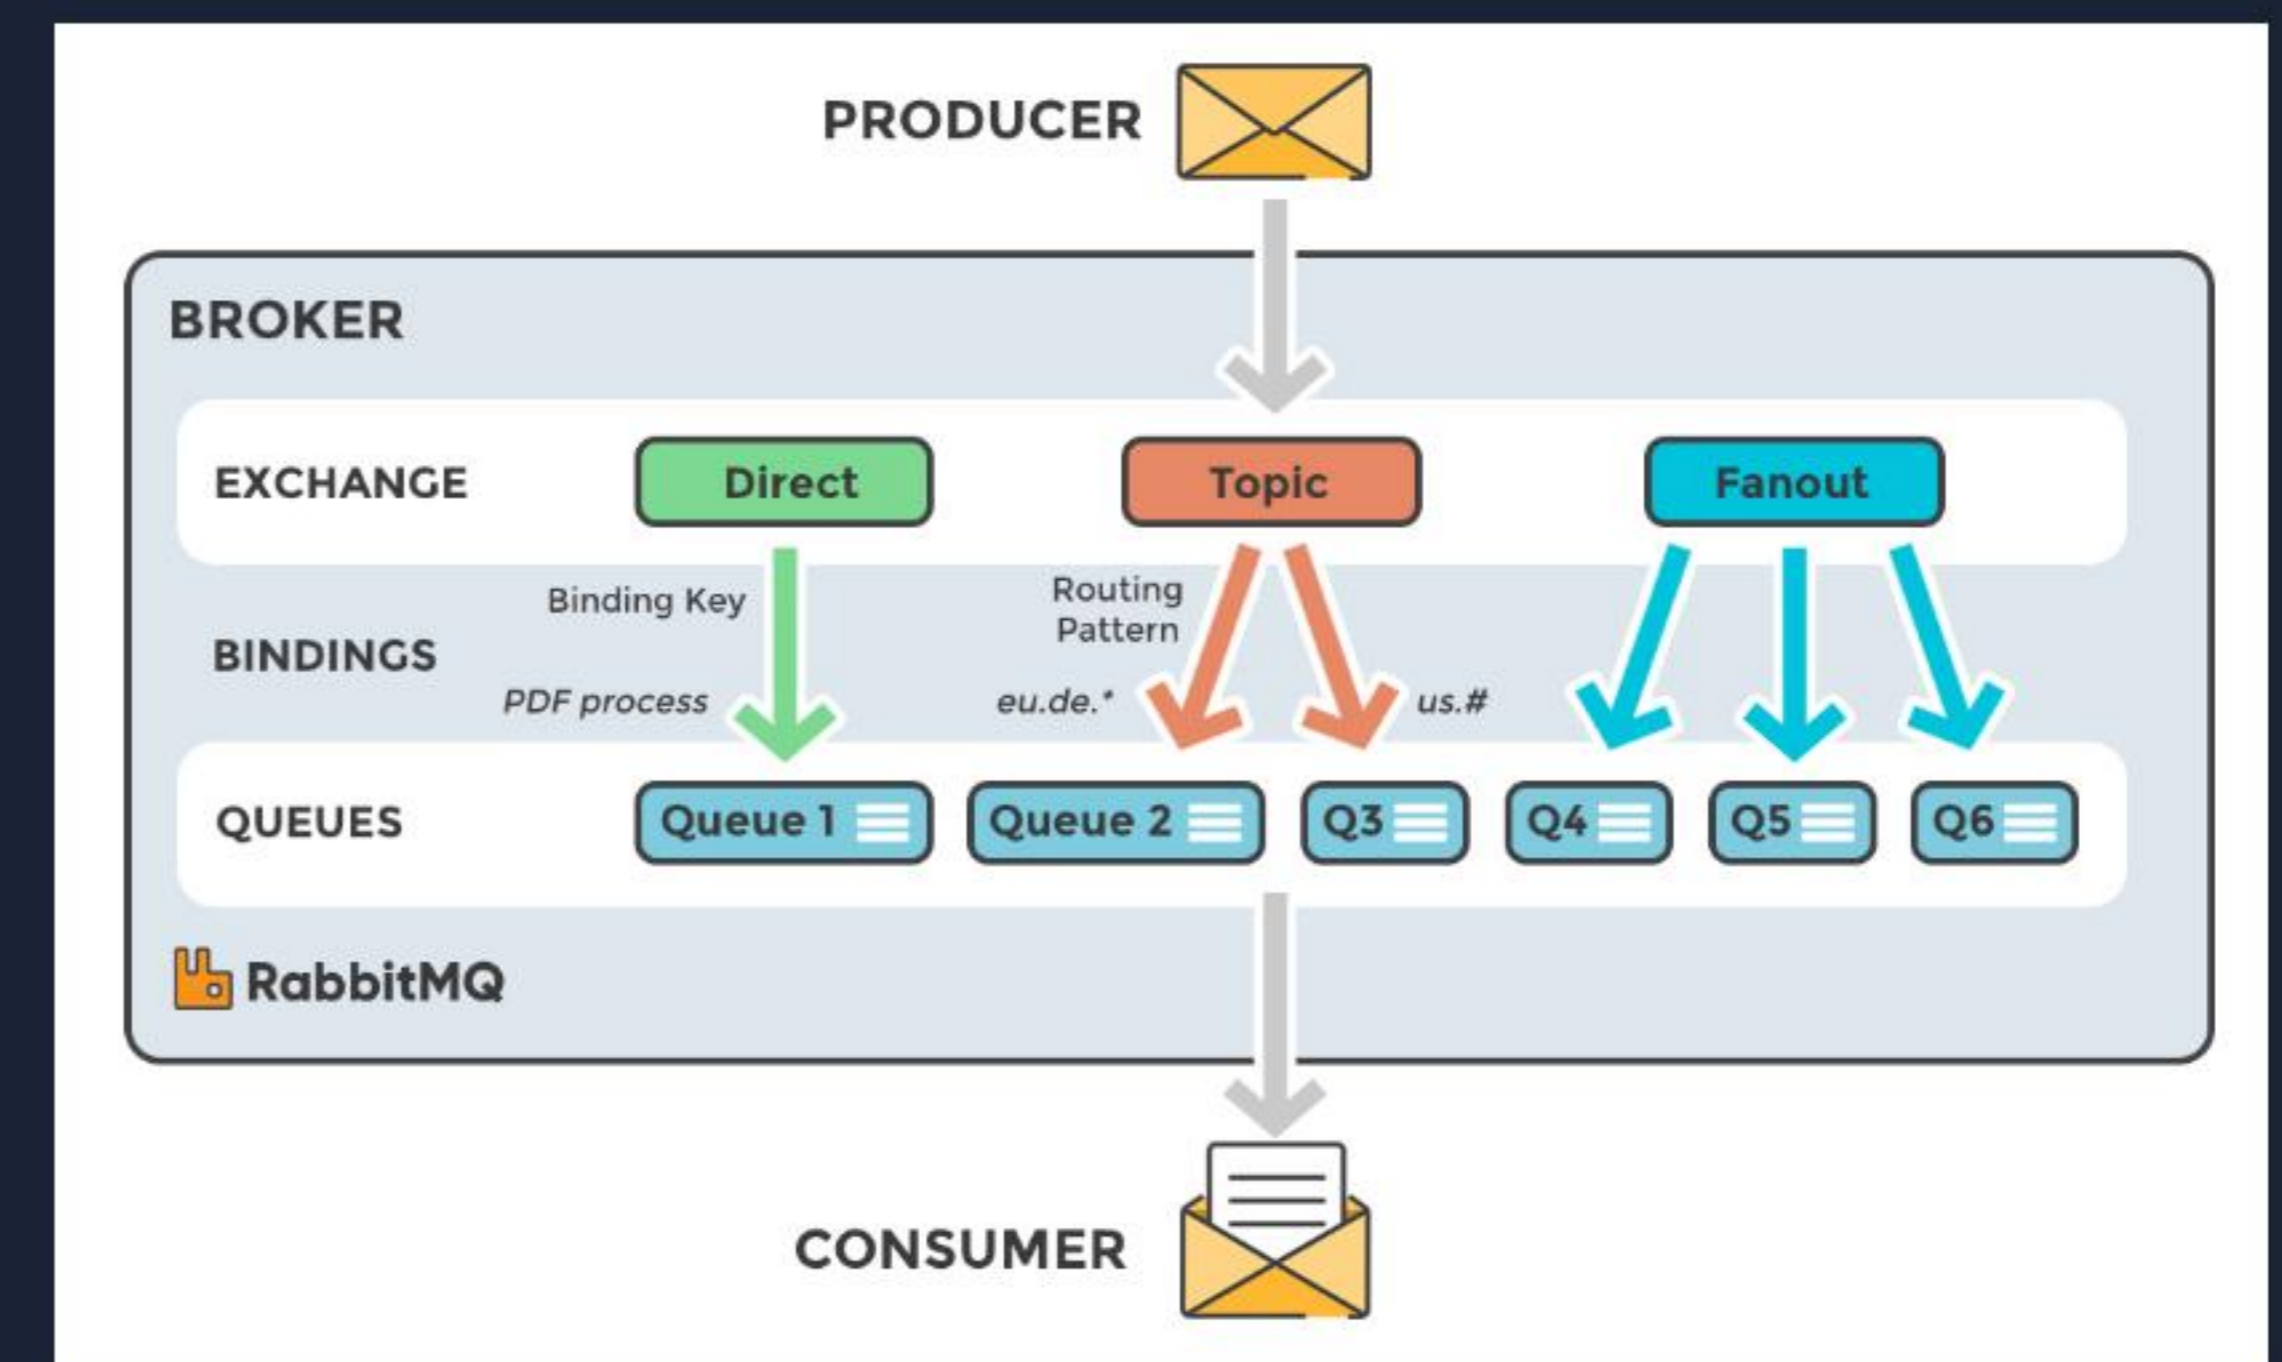 PRODUCER
BROKER
EXCHANGE
Direct
Topic
Fanout
Binding Key
Routing
Pattern
BINDINGS
PDF process
eu.de.*
us.#
QUEUES
Queue 1
Queue 2
Q3
Q4
Q5
Q6
RabbitMQ
CONSUMER